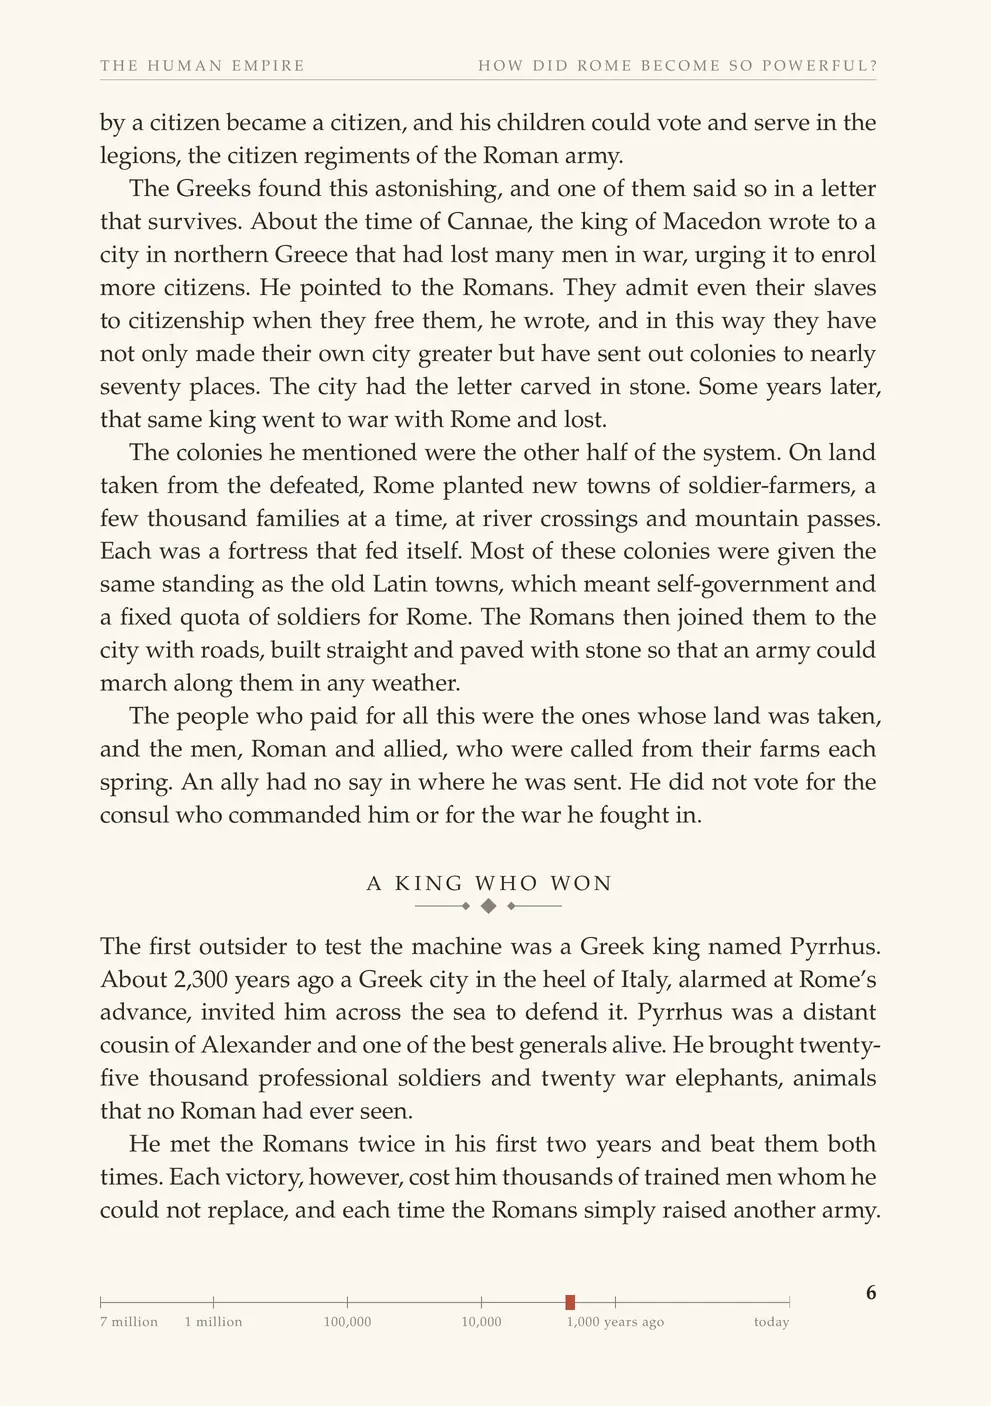 THE HUMAN EMPIRE
HOW DID ROME BECOME SO POWERFUL?
by a citizen became a citizen, and his children could vote and serve in the
legions, the citizen regiments of the Roman army.
The Greeks found this astonishing, and one of them said so in a letter
that survives. About the time of Cannae, the king of Macedon wrote to a
city in northern Greece that had lost many men in war, urging it to enrol
more citizens. He pointed to the Romans. They admit even their slaves
to citizenship when they free them, he wrote, and in this way they have
not only made their own city greater but have sent out colonies to nearly
seventy places. The city had the letter carved in stone. Some years later,
that same king went to war with Rome and lost.
The colonies he mentioned were the other half of the system. On land
taken from the defeated, Rome planted new towns of soldier-farmers, a
few thousand families at a time, at river crossings and mountain passes.
Each was a fortress that fed itself. Most of these colonies were given the
same standing as the old Latin towns, which meant self-government and
a fixed quota of soldiers for Rome. The Romans then joined them to the
city with roads, built straight and paved with stone so that an army could
march along them in any weather.
The people who paid for all this were the ones whose land was taken,
and the men, Roman and allied, who were called from their farms each
spring. An ally had no say in where he was sent. He did not vote for the
consul who commanded him or for the war he fought in.
A KING WHO WON
The first outsider to test the machine was a Greek king named Pyrrhus.
About 2,300 years ago a Greek city in the heel of Italy, alarmed at Rome’s
advance, invited him across the sea to defend it. Pyrrhus was a distant
cousin of Alexander and one of the best generals alive. He brought twenty-
five thousand professional soldiers and twenty war elephants, animals
that no Roman had ever seen.
He met the Romans twice in his first two years and beat them both
times. Each victory, however, cost him thousands of trained men whom he
could not replace, and each time the Romans simply raised another army.
6
7 million 1 million 100,000 10,000 1,000 years ago today